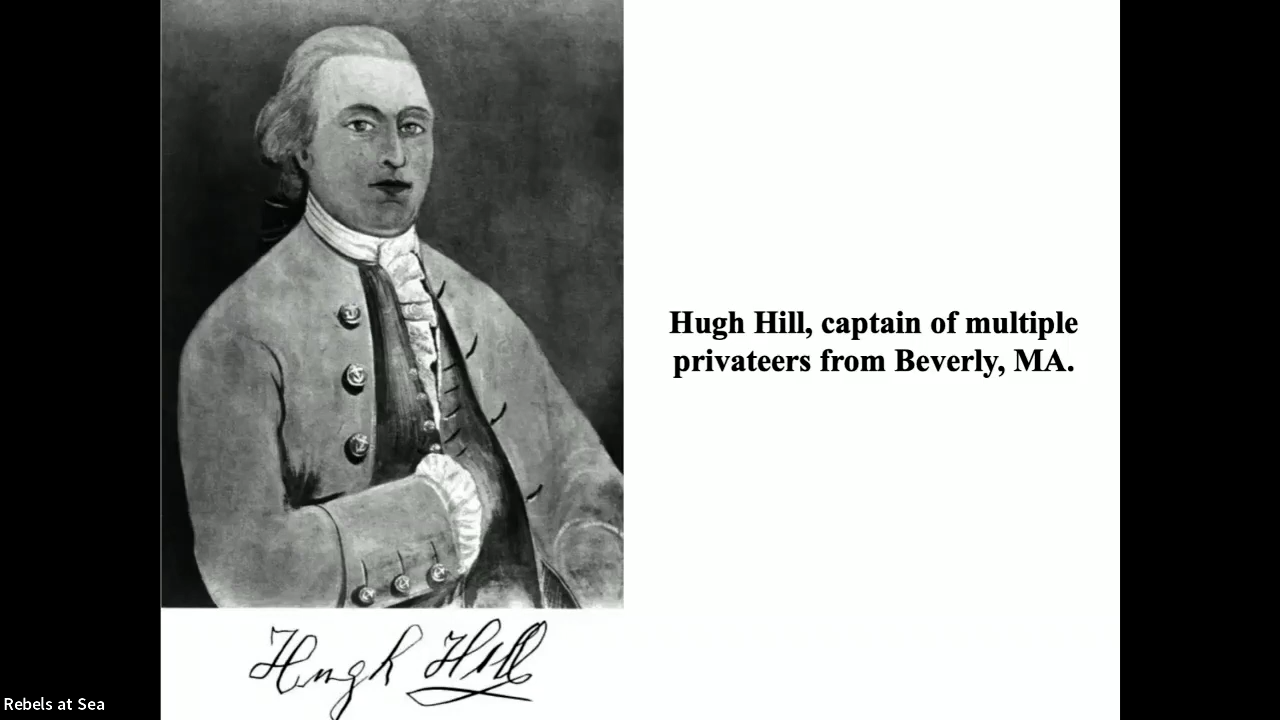 Hugh Hill, captain of multiple
privateers from Beverly, MA.
Hugh Hill
Rebels at Sea